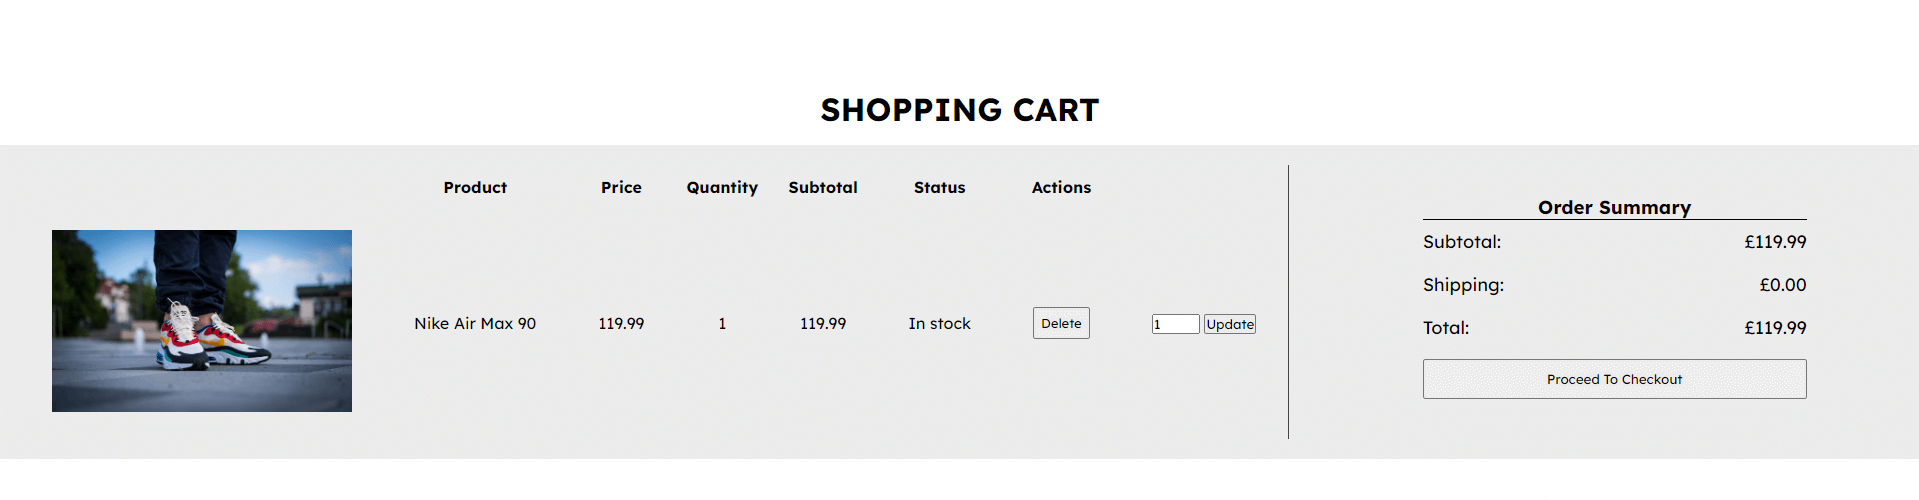 SHOPPING CART
Product Price Quantity Subtotal Status Actions
Nike Air Max 90 119.99 1 119.99 In stock Delete 1 Update
Order Summary
Subtotal: £119.99
Shipping: £0.00
Total: £119.99
Proceed To Checkout